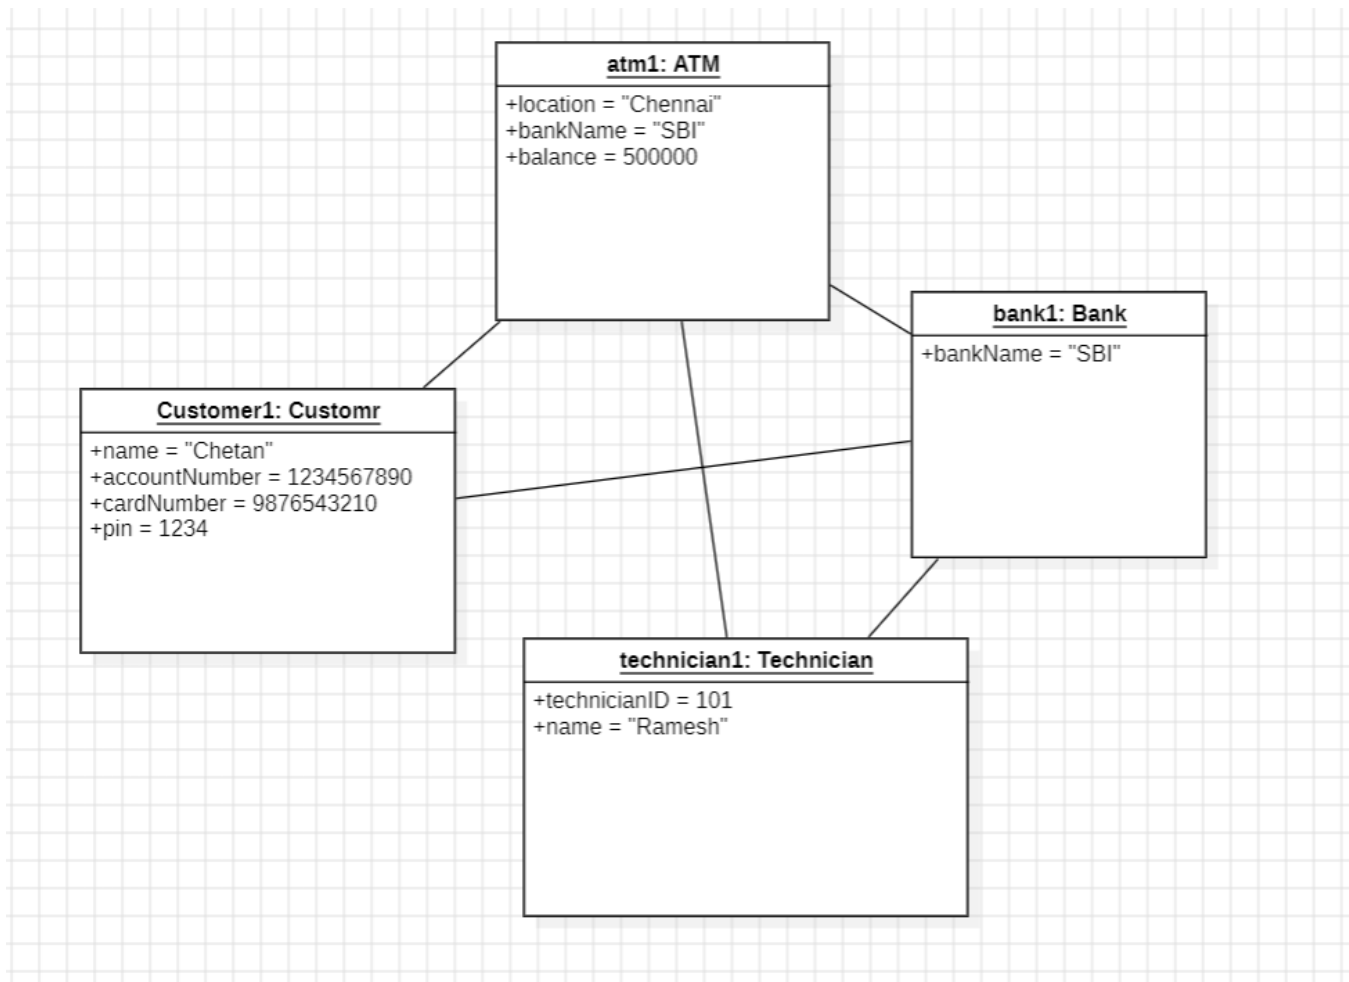 atm1: ATM
+location = "Chennai"
+bankName = "SBI"
+balance = 500000
bank1: Bank
+bankName = "SBI"
Customer1: Customr
+name = "Chetan"
+accountNumber = 1234567890
+cardNumber = 9876543210
+pin = 1234
technician1: Technician
+technicianID = 101
+name = "Ramesh"